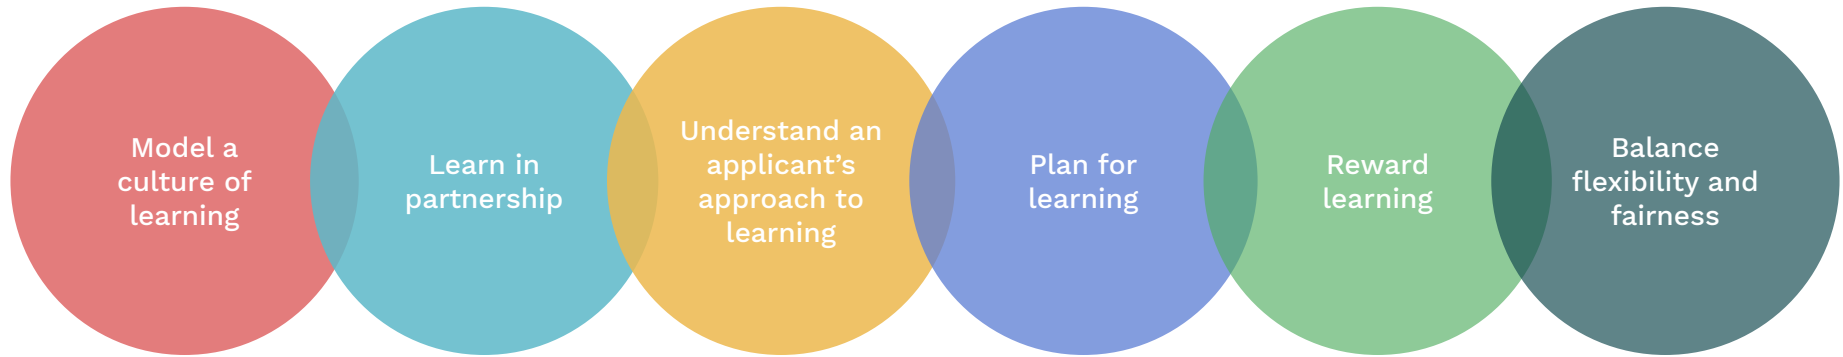 Model a
culture of
learning
Learn in
partnership
Understand an
applicant’s
approach to
learning
Plan for
learning
Reward
learning
Balance
flexibility and
fairness